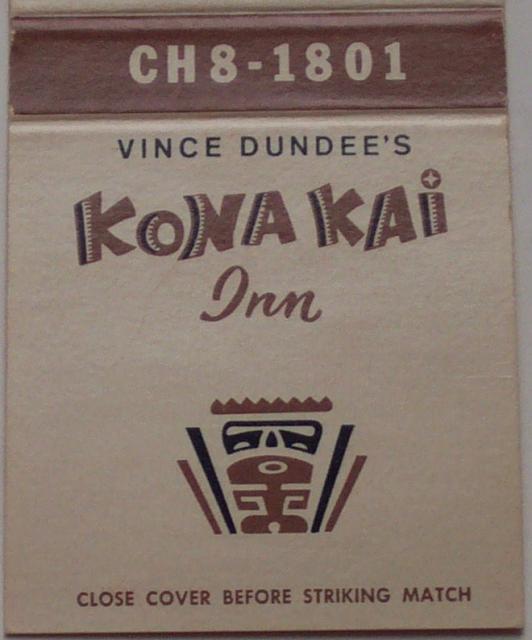 CH8-1801
VINCE DUNDEE'S
KONA KAI
Inn
CLOSE COVER BEFORE STRIKING MATCH